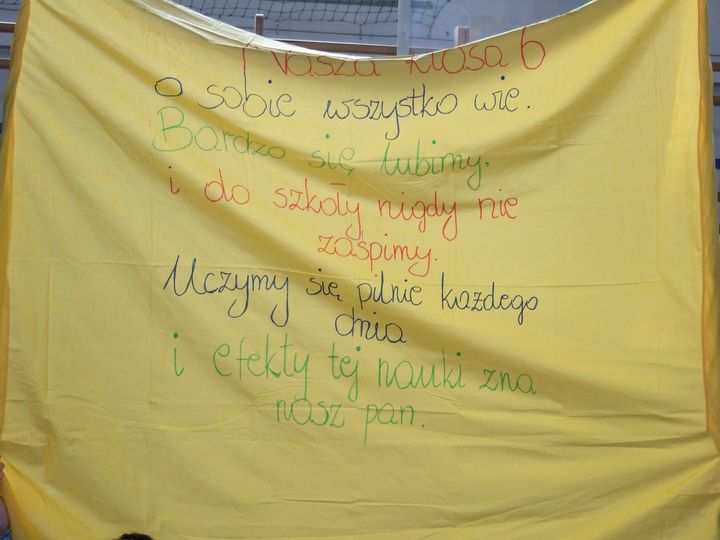 Nasza klasa 6
o sobie wszystko wie.
Bardzo się lubimy,
i do szkoły nigdy nie
zaśpimy.
Uczymy się pilnie każdego
dnia
i efekty tej nauki zna
nasz pan.